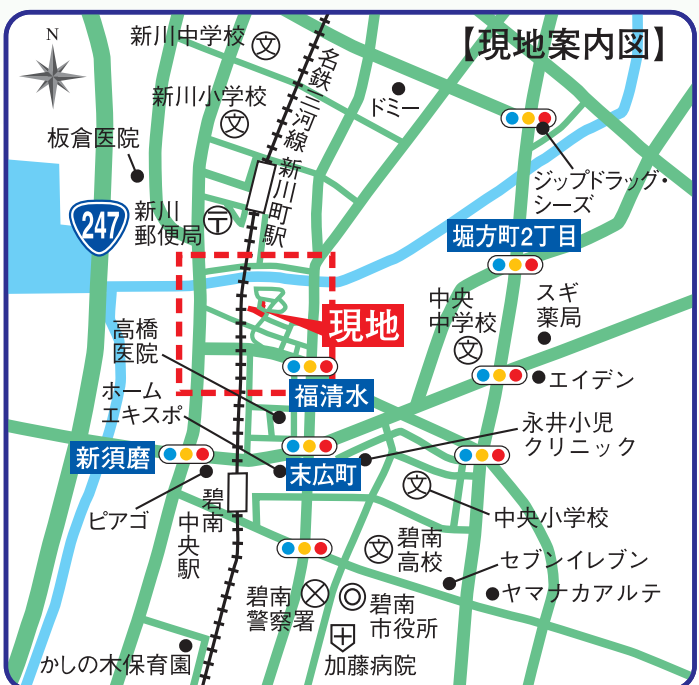 N
【現地案内図】
新川中学校
文
名鉄三河線
新川小学校
文
ドミー
板倉医院
ジップドラッグ・
シーズ
新川町駅
247
新川
郵便局
堀方町2丁目
中央
中学校
文
スギ
薬局
現地
高橋
医院
エイデン
福清水
ホーム
エキスポ
永井小児
クリニック
新須磨
末広町
ピアゴ
碧南
中央駅
文
中央小学校
文
碧南
高校
セブンイレブン
ヤマナカアルテ
碧南
警察署
碧南
市役所
加藤病院
かしの木保育園